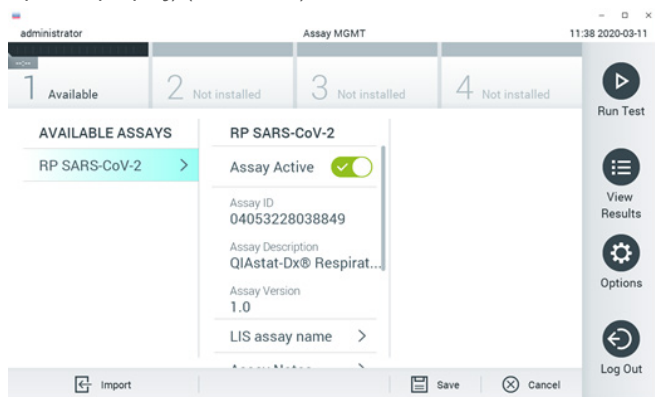 administrator Assay MGMT 11:38 2020-03-11
1 Available 2 Not installed 3 Not installed 4 Not installed
Run Test
AVAILABLE ASSAYS RP SARS-CoV-2
RP SARS-CoV-2 Assay Active
View Results
Assay ID
04053228038849
Assay Description
QIAstat-Dx® Respirat...
Options
Assay Version
1.0
LIS assay name
Log Out
Import Save Cancel